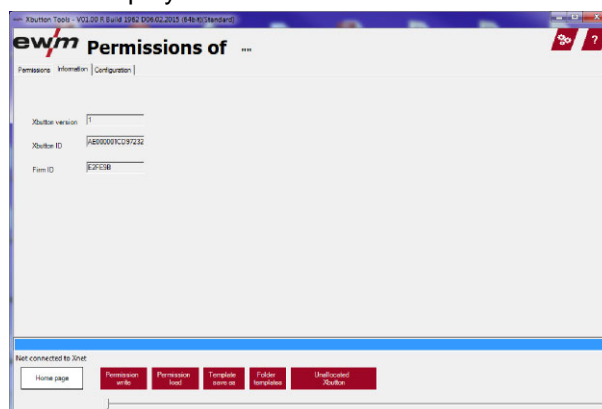 Xbutton Tools - V01.00 R Build 1982 D06.02.2015 (64bit)(Standard)
ewm Permissions of ...
?
Permissions Information Configuration
Xbutton version 1
Xbutton ID AE000001CD97232
Firm ID E2FE9B
Not connected to Xnet
Home page
Permission write
Permission load
Template save as
Folder templates
Unallocated Xbutton